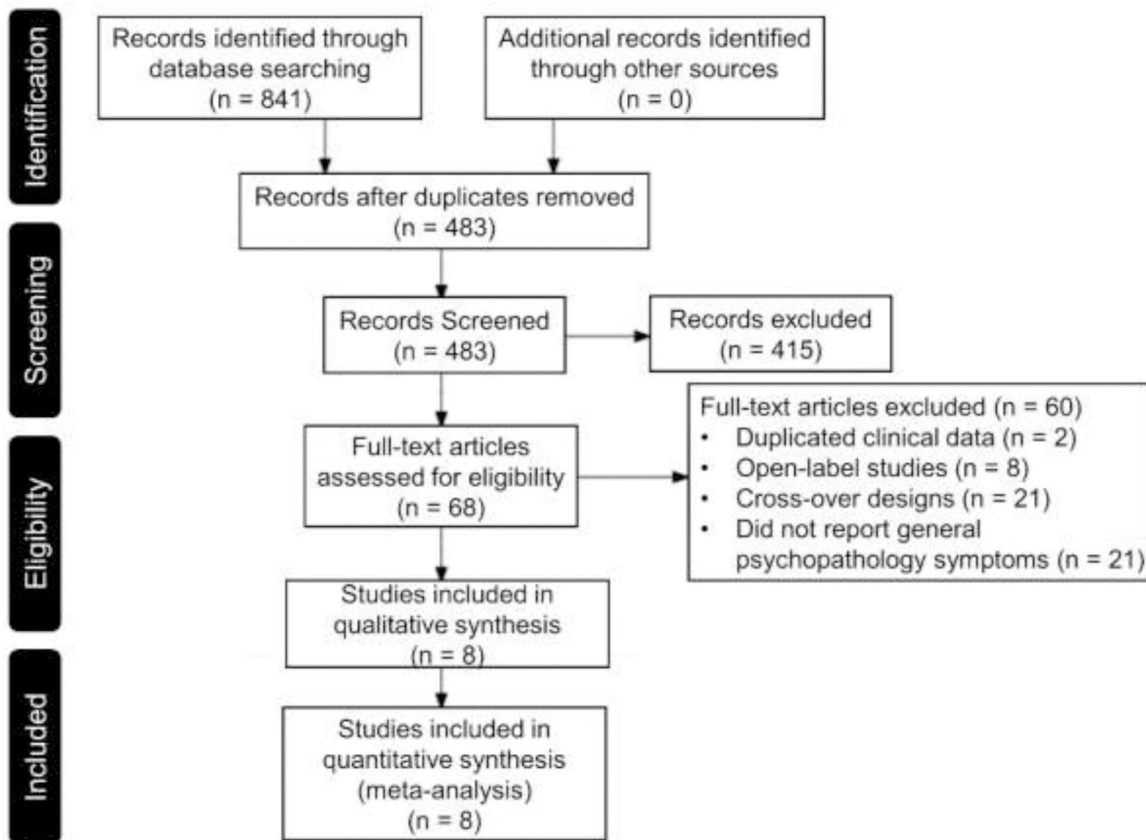 Identification
Records identified through
database searching
(n = 841)
Additional records identified
through other sources
(n = 0)
Records after duplicates removed
(n = 483)
Screening
Records Screened
(n = 483)
Records excluded
(n = 415)
Eligibility
Full-text articles
assessed for eligibility
(n = 68)
Full-text articles excluded (n = 60)
• Duplicated clinical data (n = 2)
• Open-label studies (n = 8)
• Cross-over designs (n = 21)
• Did not report general
psychopathology symptoms (n = 21)
Studies included in
qualitative synthesis
(n = 8)
Included
Studies included in
quantitative synthesis
(meta-analysis)
(n = 8)